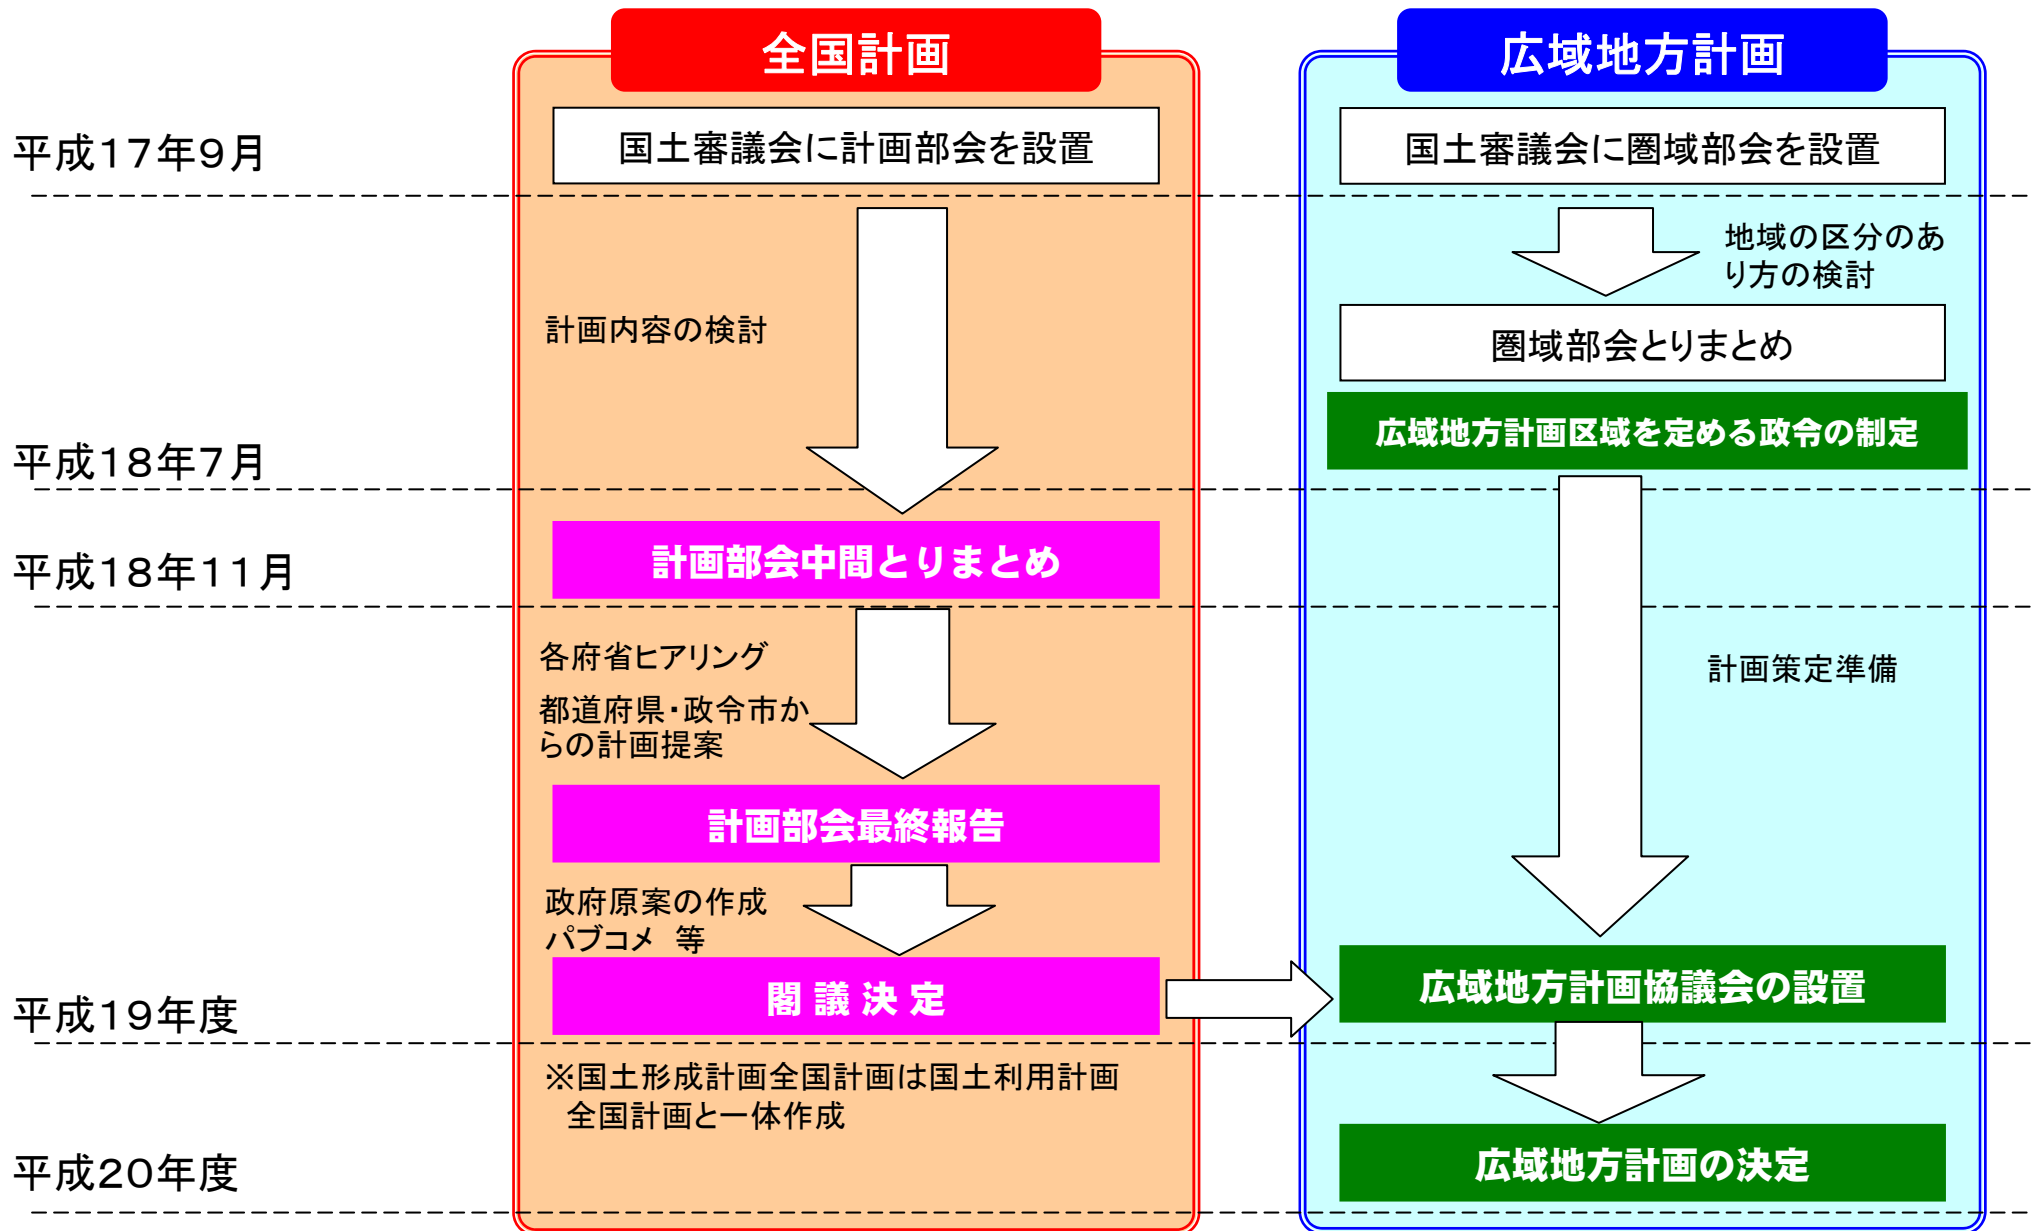 全国計画
広域地方計画
平成１７年９月
国土審議会に計画部会を設置
国土審議会に圏域部会を設置
地域の区分のあ
り方の検討
計画内容の検討
圏域部会とりまとめ
広域地方計画区域を定める政令の制定
平成１８年７月
計画部会中間とりまとめ
平成１８年１１月
各府省ヒアリング
都道府県・政令市か
らの計画提案
計画策定準備
計画部会最終報告
政府原案の作成
パブコメ　等
閣 議 決 定
広域地方計画協議会の設置
平成１９年度
※国土形成計画全国計画は国土利用計画
全国計画と一体作成
広域地方計画の決定
平成２０年度